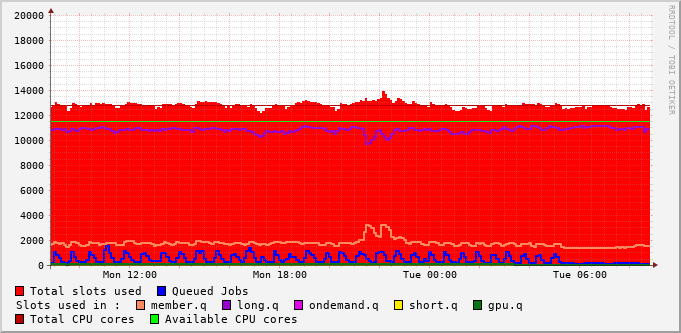 20000
18000
16000
14000
12000
10000
8000
6000
4000
2000
0
Mon 12:00 Mon 18:00 Tue 00:00 Tue 06:00
RRDTOOL / TOBI OETIKER
Total slots used Queued Jobs
Slots used in : member.q long.q ondemand.q short.q gpu.q
Total CPU cores Available CPU cores